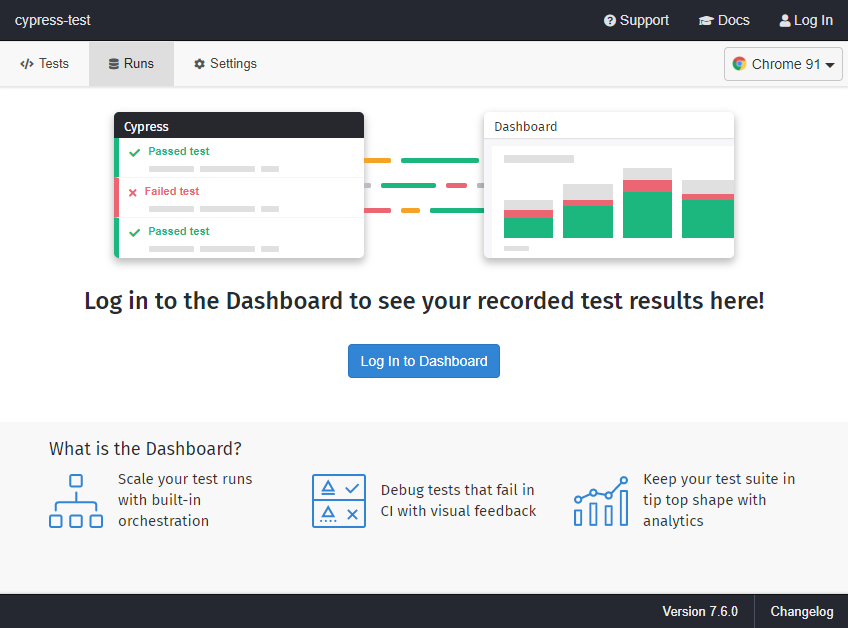 cypress-test
Support
Docs
Log In
Tests
Runs
Settings
Chrome 91
Cypress
Passed test
Failed test
Passed test
Dashboard
Log in to the Dashboard to see your recorded test results here!
Log In to Dashboard
What is the Dashboard?
Scale your test runs
with built-in
orchestration
Debug tests that fail in
CI with visual feedback
Keep your test suite in
tip top shape with
analytics
Version 7.6.0
Changelog